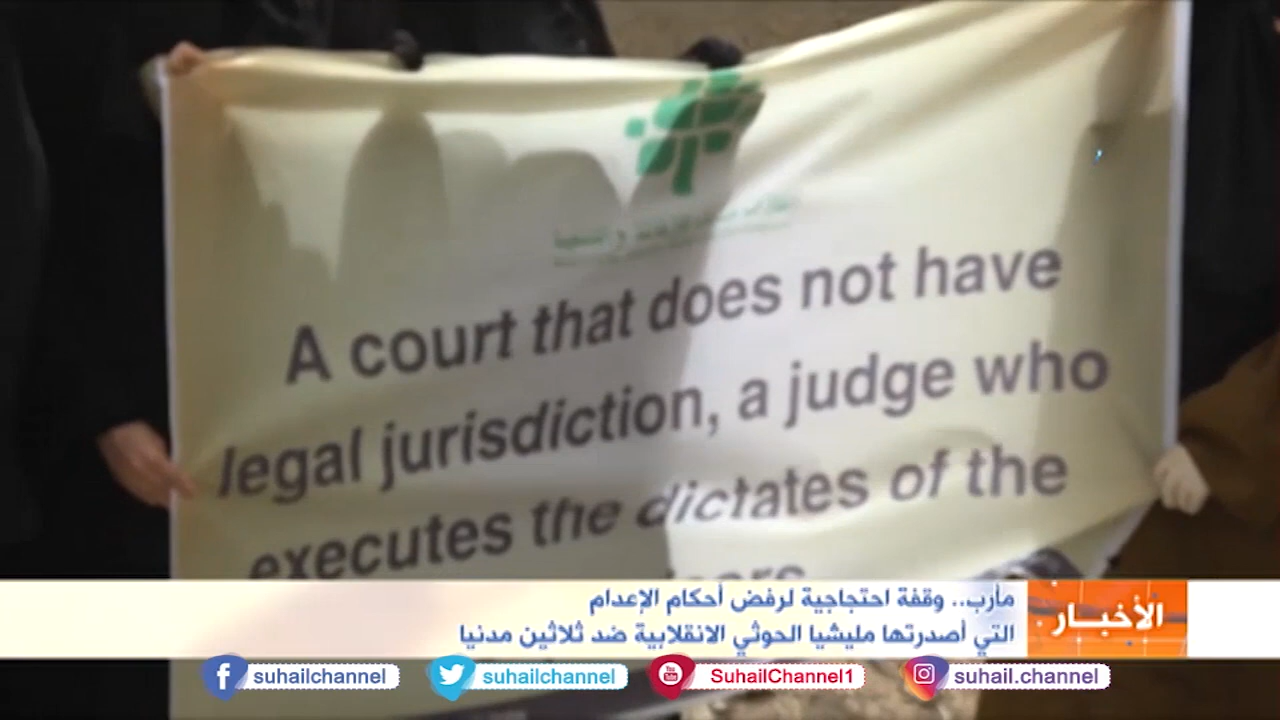 A court that does not have
legal jurisdiction, a judge who
executes the dictates of the
مأرب.. وقفة احتجاجية لرفض أحكام الإعدام
التي أصدرتها مليشيا الحوثي الانقلابية ضد ثلاثين مدنيا
الأخبـار
suhailchannel
suhailchannel
SuhailChannel1
suhail.channel